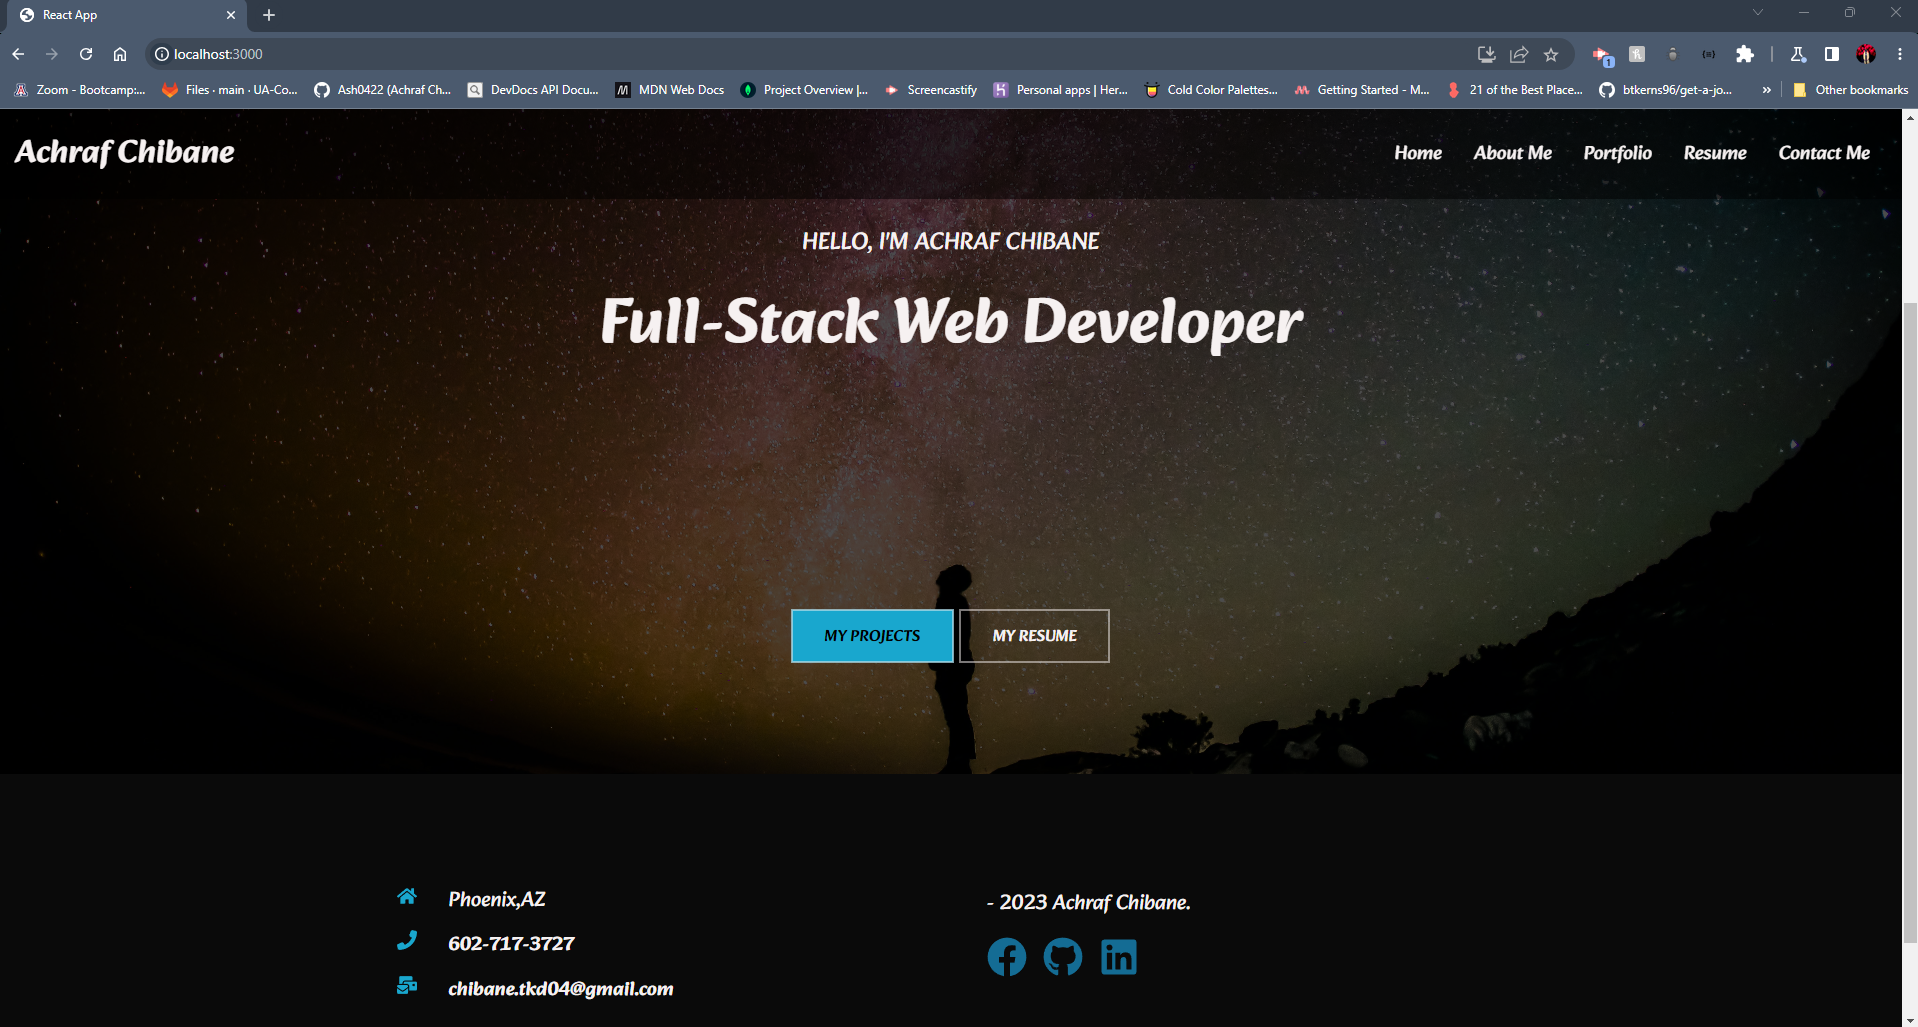 React App
localhost:3000
1
Zoom - Bootcamp:... Files · main · UA-Co... Ash0422 (Achraf Ch... DevDocs API Docu... MDN Web Docs Project Overview |... Screencastify Personal apps | Her... Cold Color Palettes... Getting Started - M... 21 of the Best Place... btkerns96/get-a-jo... » Other bookmarks
Achraf Chibane Home About Me Portfolio Resume Contact Me
HELLO, I'M ACHRAF CHIBANE
Full-Stack Web Developer
MY PROJECTS MY RESUME
Phoenix,AZ
602-717-3727
chibane.tkd04@gmail.com
- 2023 Achraf Chibane.